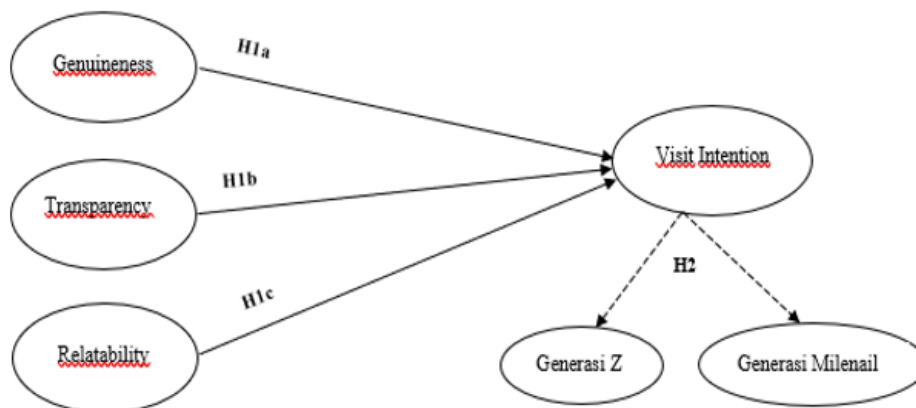 Genuineness
H1a
Visit Intention
H1b
Transparency
H2
H1c
Relatability
Generasi Z
Generasi Milenail